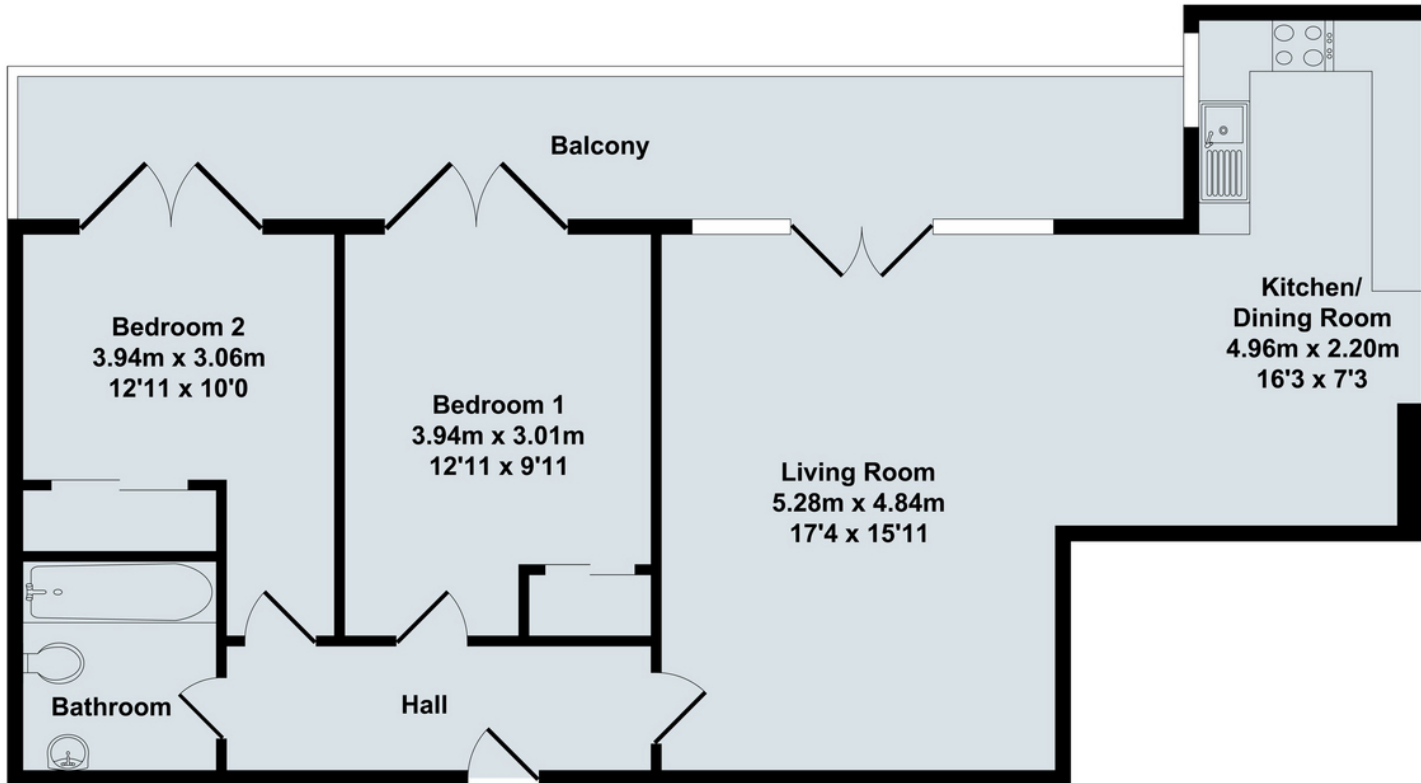 Balcony
Bedroom 2
3.94m x 3.06m
12'11 x 10'0
Bedroom 1
3.94m x 3.01m
12'11 x 9'11
Living Room
5.28m x 4.84m
17'4 x 15'11
Kitchen/
Dining Room
4.96m x 2.20m
16'3 x 7'3
Bathroom
Hall